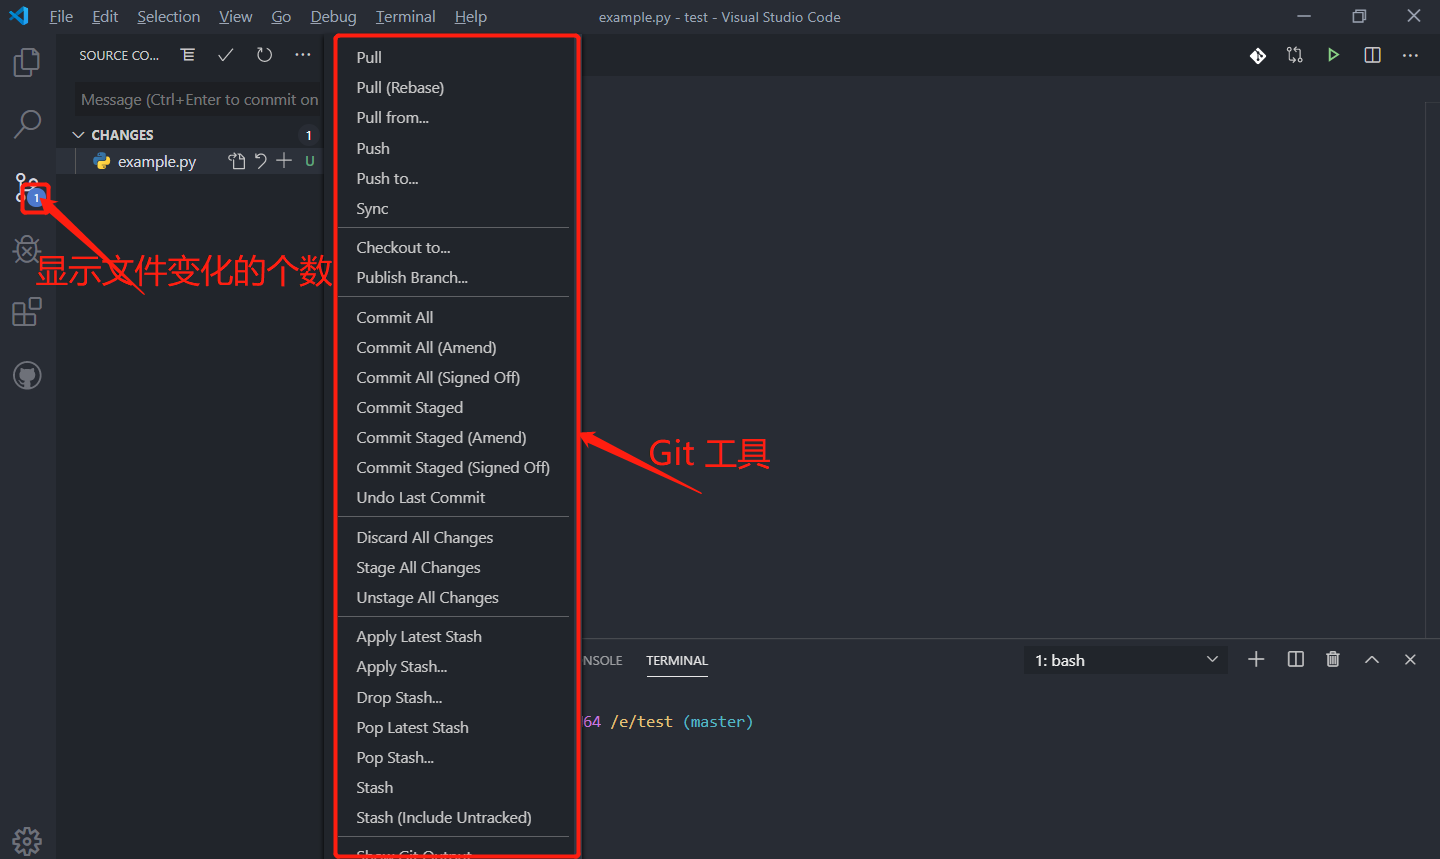 File Edit Selection View Go Debug Terminal Help
example.py - test - Visual Studio Code
SOURCE CO...
Message (Ctrl+Enter to commit on
CHANGES 1
example.py U
1
显示文件变化的个数
Pull
Pull (Rebase)
Pull from...
Push
Push to...
Sync
Checkout to...
Publish Branch...
Commit All
Commit All (Amend)
Commit All (Signed Off)
Commit Staged
Commit Staged (Amend)
Commit Staged (Signed Off)
Undo Last Commit
Discard All Changes
Stage All Changes
Unstage All Changes
Apply Latest Stash
Apply Stash...
Drop Stash...
Pop Latest Stash
Pop Stash...
Stash
Stash (Include Untracked)
Show Git Output
Git 工具
NSOLE TERMINAL 1: bash
64 /e/test (master)